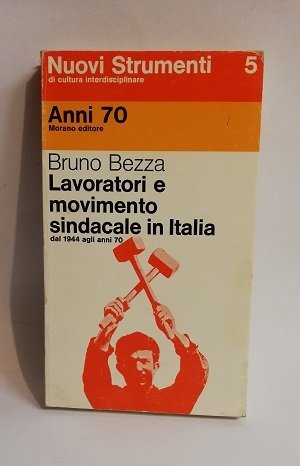 Nuovi Strumenti 5
di cultura interdisciplinare
Anni 70
Morano editore
Bruno Bezza
Lavoratori e
movimento
sindacale in Italia
dal 1944 agli anni 70